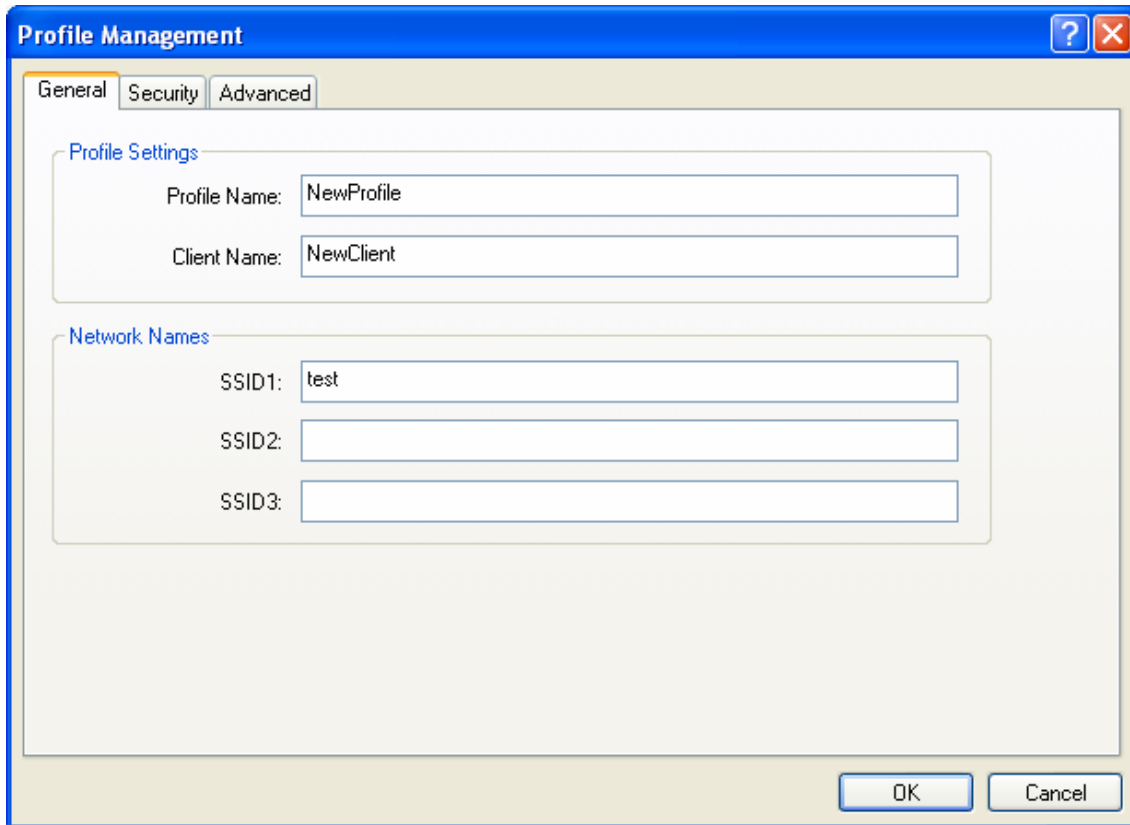 Profile Management
?
General Security Advanced
Profile Settings
Profile Name: NewProfile
Client Name: NewClient
Network Names
SSID1: test
SSID2:
SSID3:
OK Cancel